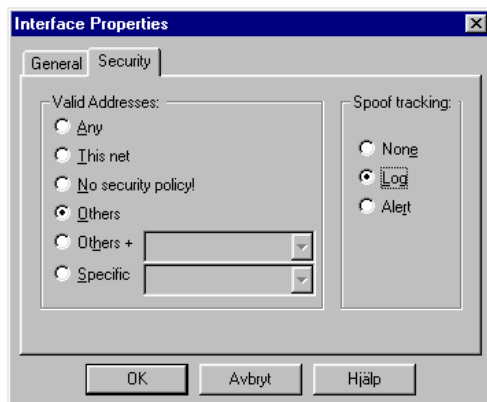 Interface Properties
General
Security
Valid Addresses:
Any
This net
No security policy!
Others
Others +
Specific
Spoof tracking:
None
Log
Alert
OK
Avbryt
Hjälp